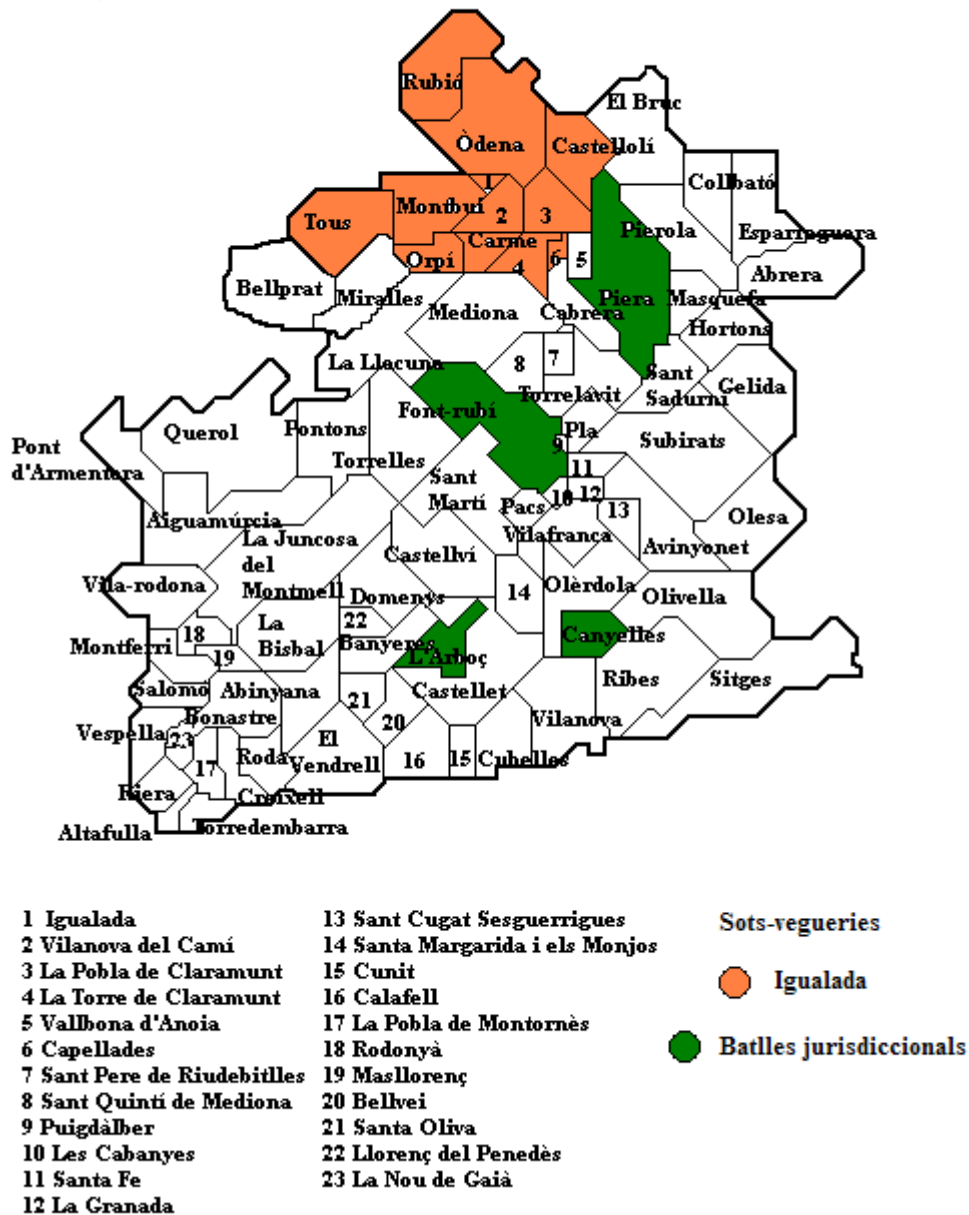 Rubió
El Bruc
Òdena
Castellolí
1
Collbató
Montbuí
2
3
Tous
Pierola
Esparraguera
Carme
Orpí
4
6
5
Abrera
Bellprat
Miralles
Piera
Masquefa
Mediona
Cabrera
Hortons
La Llacuna
8
7
Sant
Sadurní
Gelida
Font-rubí
Torrelavit
Querol
Pontons
Pla
Subirats
Pont
d'Armentera
9
Torrelles
Sant
Martí
11
10
12
Pacs
13
Olesa
Aiguamúrcia
Vilafranca
La Juncosa
del
Montmell
Avinyonet
Castellví
Vila-rodona
Domenys
14
Olèrdola
Olivella
22
18
La
Bisbal
Banyeres
Canyelles
Montferri
19
L'Arboç
Salomó
Abinyana
Castellet
Ribes
Sitges
21
Bonastre
Vespella
20
Vilanova
23
El
Vendrell
17
Roda
16
15
Cubelles
Riera
Creixell
Altafulla
Torredembarra
1 Igualada
2 Vilanova del Camí
3 La Pobla de Claramunt
4 La Torre de Claramunt
5 Vallbona d'Anoia
6 Capellades
7 Sant Pere de Riudebitlles
8 Sant Quintí de Mediona
9 Puigdàlber
10 Les Cabanyes
11 Santa Fe
12 La Granada
13 Sant Cugat Sesguerrigues
14 Santa Margarida i els Monjos
15 Cunit
16 Calafell
17 La Pobla de Montornès
18 Rodonyà
19 Masllorenç
20 Bellvei
21 Santa Oliva
22 Llorenç del Penedès
23 La Nou de Gaià
Sots-vegueries
Igualada
Batlles jurisdiccionals